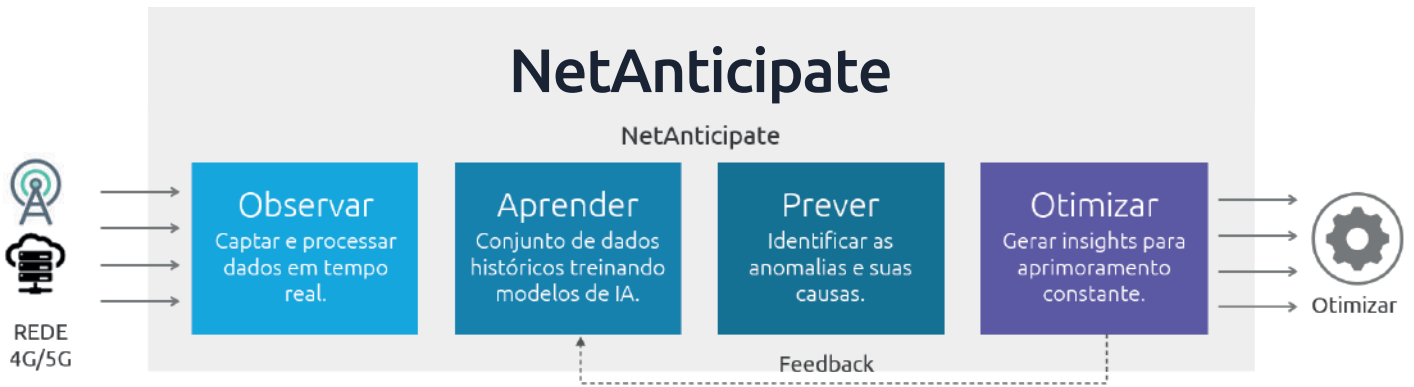 NetAnticipate
NetAnticipate
Observar
Captar e processar
dados em tempo
real.
Aprender
Conjunto de dados
históricos treinando
modelos de IA.
Prever
Identificar as
anomalias e suas
causas.
Otimizar
Gerar insights para
aprimoramento
constante.
REDE
4G/5G
Otimizar
Feedback